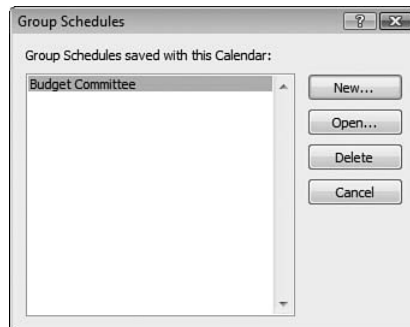 Group Schedules
Group Schedules saved with this Calendar:
Budget Committee
New...
Open...
Delete
Cancel